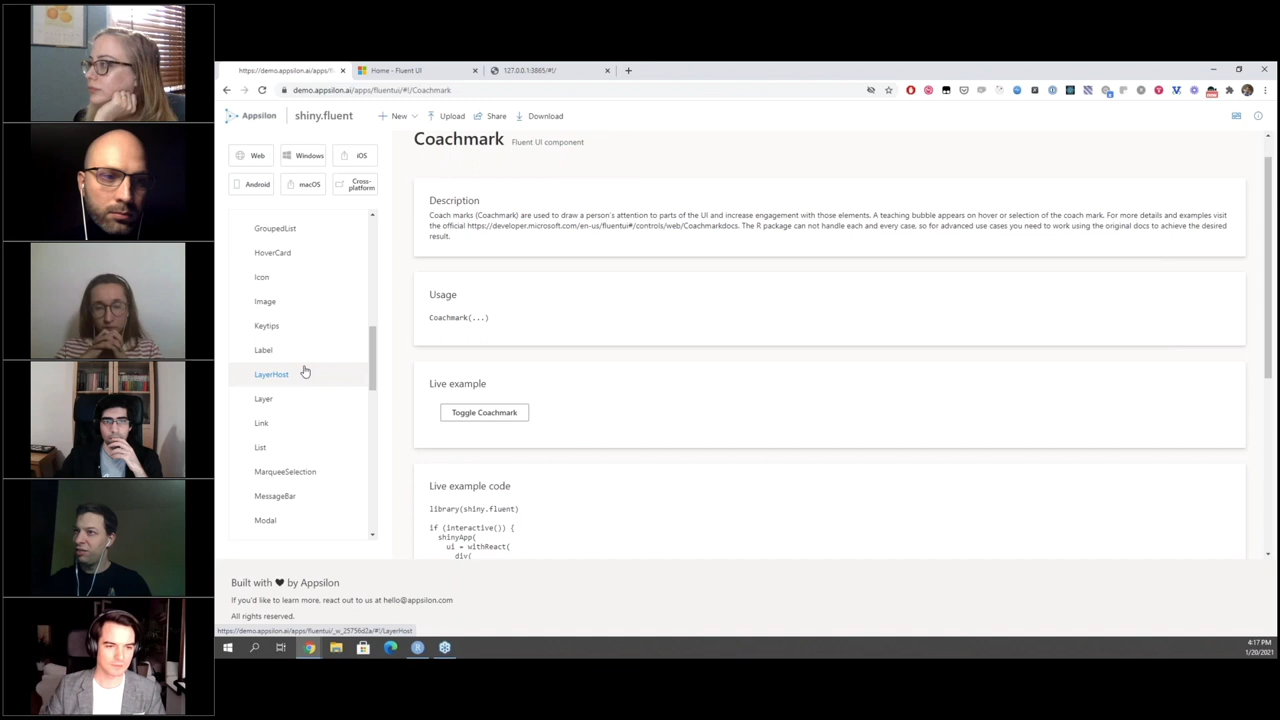 https://demo.appsilon.ai/apps/fl
Home - Fluent UI
127.0.0.1:3865/#!/
demo.appsilon.ai/apps/fluentui/#!/Coachmark
Appsilon
shiny.fluent
New
Upload
Share
Download
Web
Windows
iOS
Android
macOS
Cross-
platform
GroupedList
HoverCard
Icon
Image
Keytips
Label
LayerHost
Layer
Link
List
MarqueeSelection
MessageBar
Modal
Coachmark Fluent UI component
Description
Coach marks (Coachmark) are used to draw a person's attention to parts of the UI and increase engagement with those elements. A teaching bubble appears on hover or selection of the coach mark. For more details and examples visit
the official https://developer.microsoft.com/en-us/fluentui#/controls/web/Coachmarkdocs. The R package can not handle each and every case, so for advanced use cases you need to work using the original docs to achieve the desired
result.
Usage
Coachmark(...)
Live example
Toggle Coachmark
Live example code
library(shiny.fluent)
if (interactive()) {
shinyApp(
ui = withReact(
div(
Built with ❤ by Appsilon
If you'd like to learn more, react out to us at hello@appsilon.com
All rights reserved.
https://demo.appsilon.ai/apps/fluentui/_w_25756d2a/#!/LayerHost
4:17 PM
1/20/2021